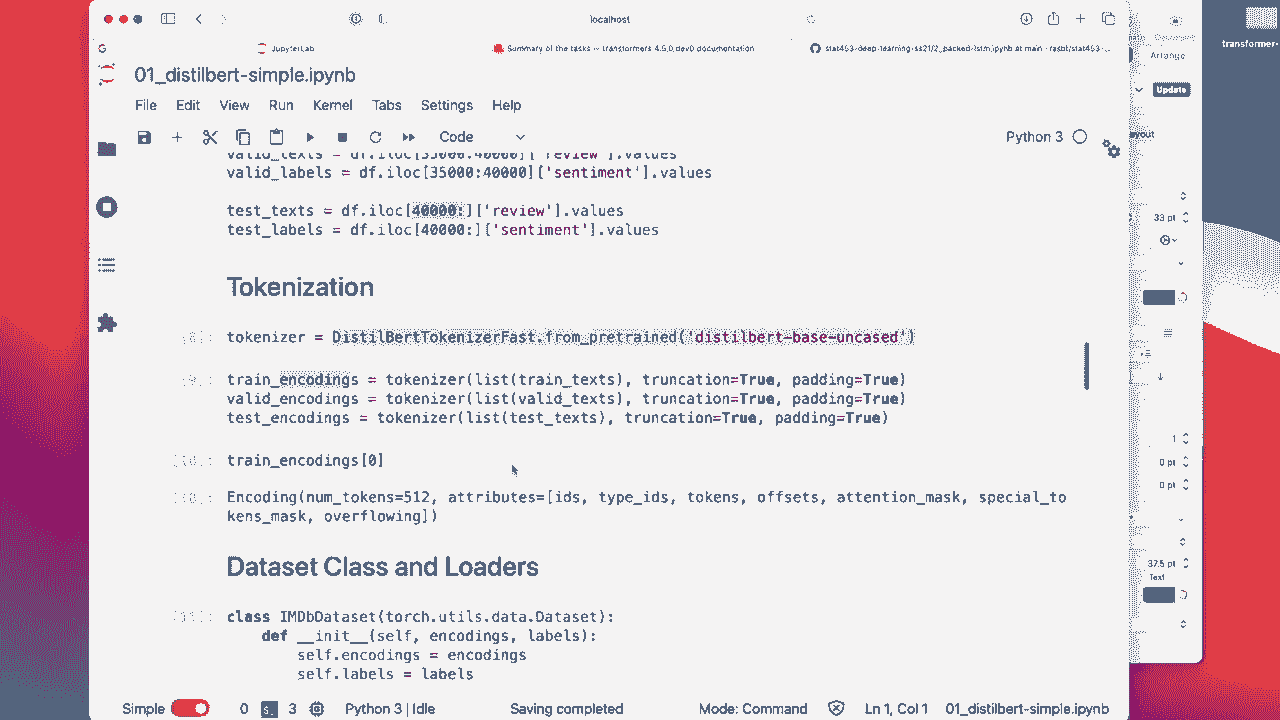 localhost
JupyterLab
Summary of the tasks — transformers 4.5.0.dev0 documentation
stat453-deep-learning-ss21/2_packed-lstm.ipynb at main · rasbt/stat453-...
transformer-
01_distilbert-simple.ipynb
Arrange
File Edit View Run Kernel Tabs Settings Help
Update
Code
Python 3
valid_texts = df.iloc[35000:40000]['review'].values
valid_labels = df.iloc[35000:40000]['sentiment'].values
test_texts = df.iloc[40000:]['review'].values
33 pt
test_labels = df.iloc[40000:]['sentiment'].values
Tokenization
tokenizer = DistilBertTokenizerFast.from_pretrained('distilbert-base-uncased')
train_encodings = tokenizer(list(train_texts), truncation=True, padding=True)
valid_encodings = tokenizer(list(valid_texts), truncation=True, padding=True)
test_encodings = tokenizer(list(test_texts), truncation=True, padding=True)
1
train_encodings[0]
0 pt
0 pt
Encoding(num_tokens=512, attributes=[ids, type_ids, tokens, offsets, attention_mask, special_to
kens_mask, overflowing])
Dataset Class and Loaders
37.5 pt
Text
class IMDbDataset(torch.utils.data.Dataset):
def __init__(self, encodings, labels):
self.encodings = encodings
self.labels = labels
Simple 0 3 Python 3 | Idle Saving completed Mode: Command Ln 1, Col 1 01_distilbert-simple.ipynb